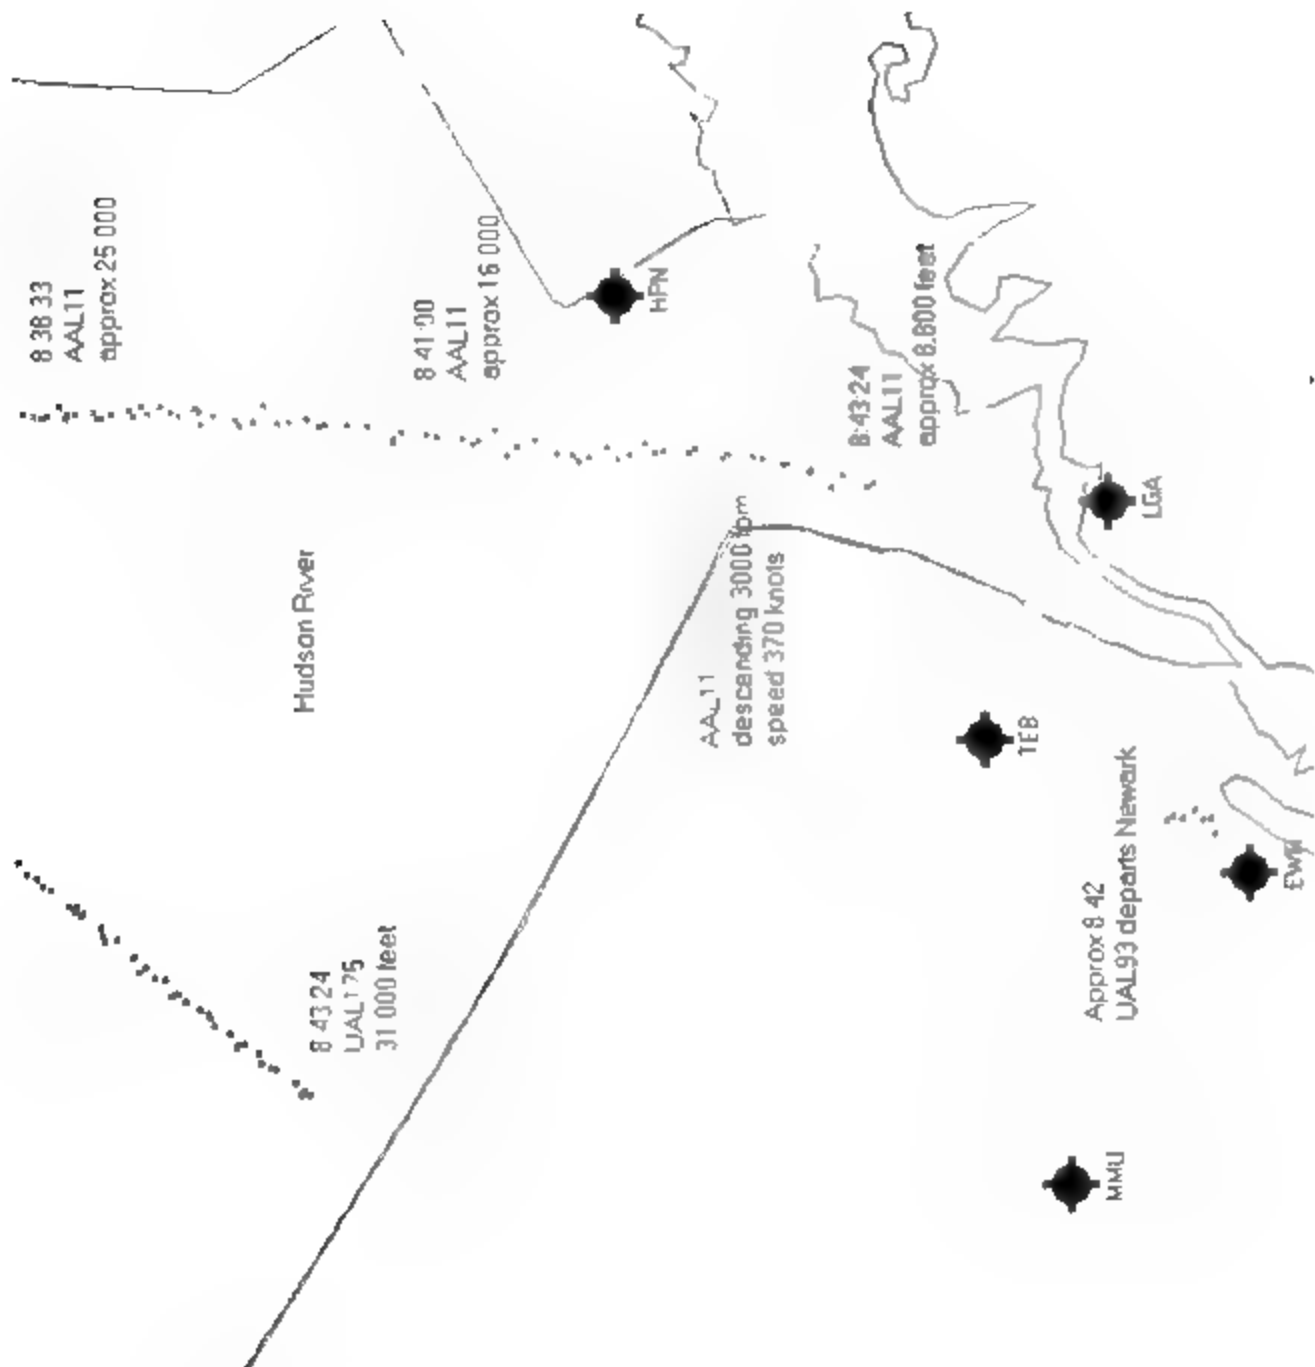 8 38 33
AAL11
approx 25 000
8 41:00
AAL11
approx 16 000
HPN
8:43:24
AAL11
approx 8,800 feet
Hudson River
LGA
AAL11
descending 3000 fpm
speed 370 knots
TEB
8 43 24
UAL175
31 000 feet
Approx 8 42
UAL93 departs Newark
EWR
MMU